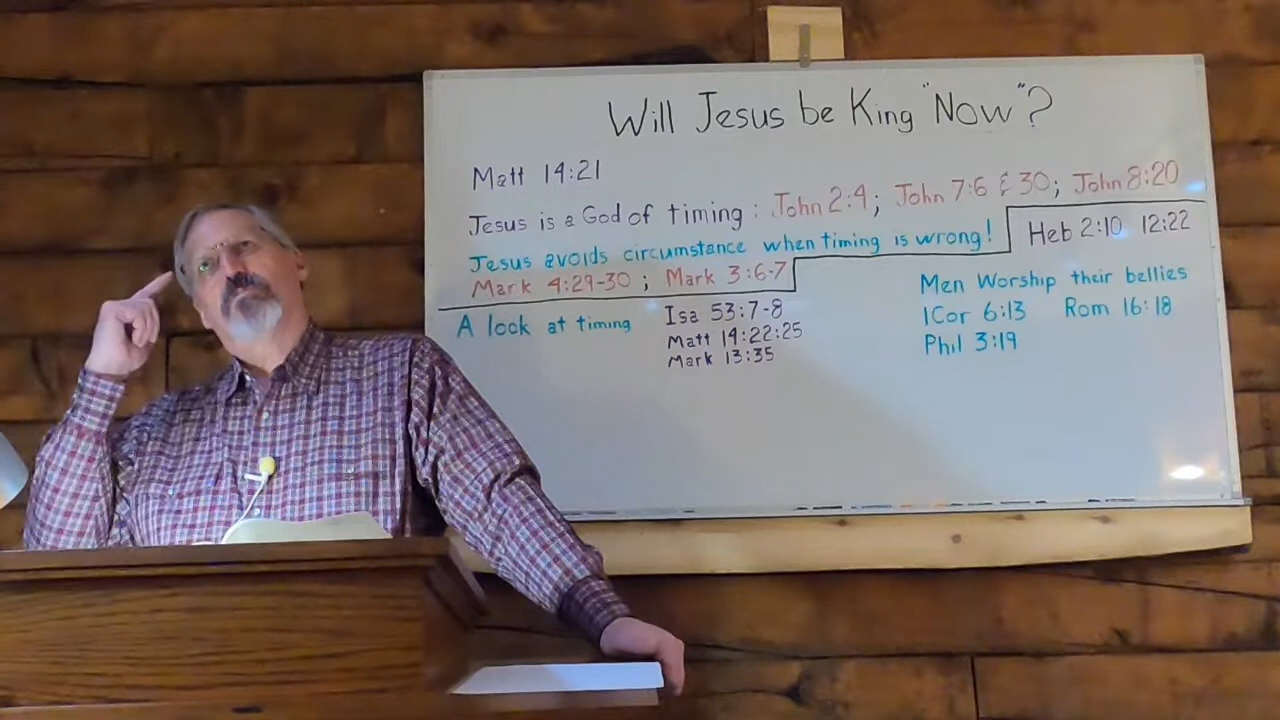 Will Jesus be King "Now"?
Matt 14:21
Jesus is a God of timing : John 2:4; John 7:6 & 30; John 8:20
Jesus avoids circumstance when timing is wrong!
Mark 4:29-30 ; Mark 3:6-7
Heb 2:10 12:22
A look at timing
Isa 53:7-8
Matt 14:22:25
Mark 13:35
Men Worship their bellies
1Cor 6:13 Rom 16:18
Phil 3:19